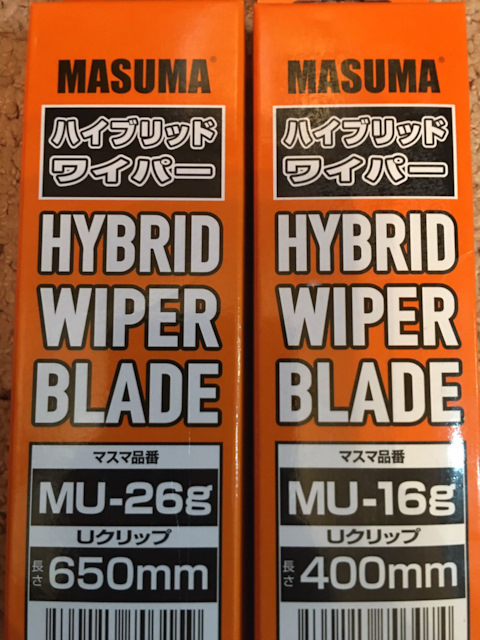 MASUMA®
ハイブリッド
ワイパー
HYBRID
WIPER
BLADE
マスマ品番
MU-26g
Uクリップ
長さ 650mm
MASUMA®
ハイブリッド
ワイパー
HYBRID
WIPER
BLADE
マスマ品番
MU-16g
Uクリップ
長さ 400mm